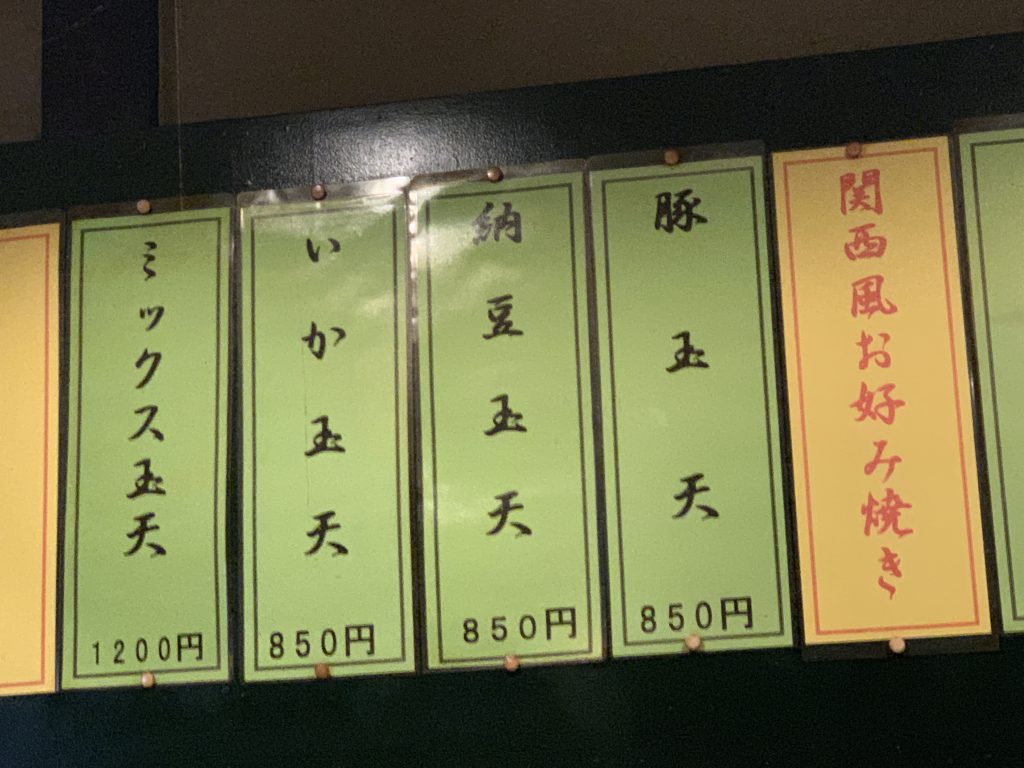 関西風お好み焼き
豚玉天
850円
納豆玉天
850円
いか玉天
850円
ミックス玉天
1200円